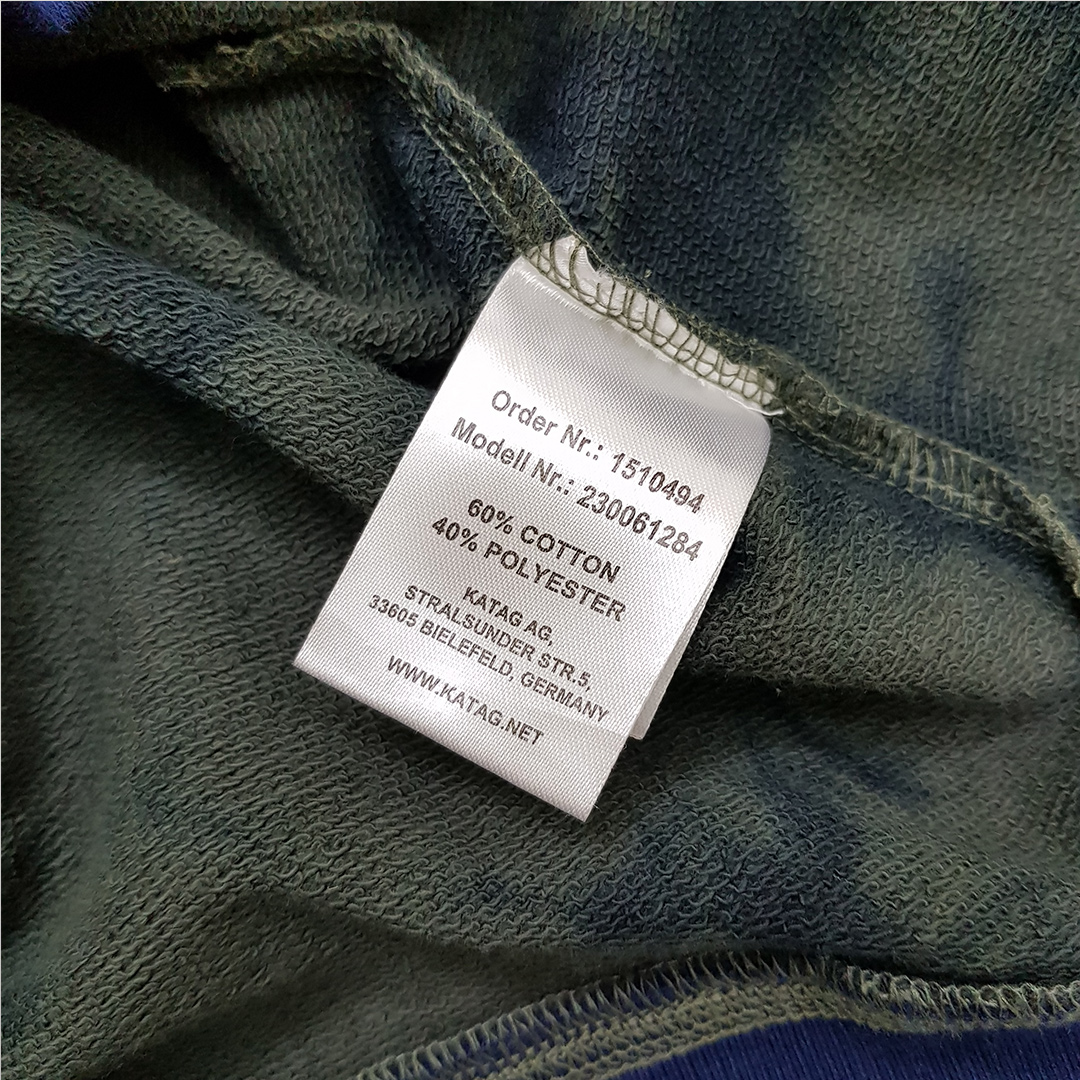 Order Nr.: 1510494
Modell Nr.: 230061284
60% COTTON
40% POLYESTER
KATAG AG,
STRALSUNDER STR.5,
33605 BIELEFELD, GERMANY
WWW.KATAG.NET